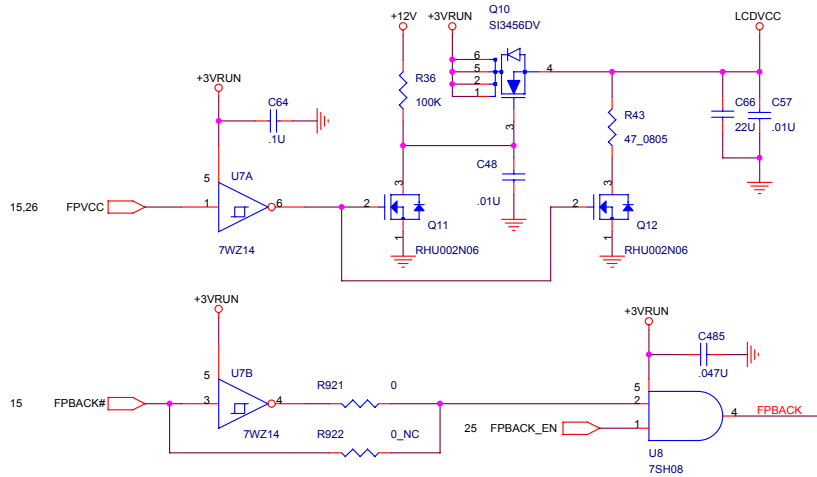 Q10
+12V +3VRUN SI3456DV LCDVCC
6
5 4
2
1
+3VRUN R36
100K
C64 R43 C66 C57
.1U 3 47_0805 22U .01U
C48
5 U7A 3 .01U 3
15,26 FPVCC 1 6 2 2
Q11 Q12
1 1
7WZ14 RHU002N06 RHU002N06
+3VRUN +3VRUN
C485
.047U
5 U7B R921 0 5
15 FPBACK# 3 4 2 4 FPBACK
25 FPBACK_EN 1
7WZ14 R922 0_NC U8
7SH08